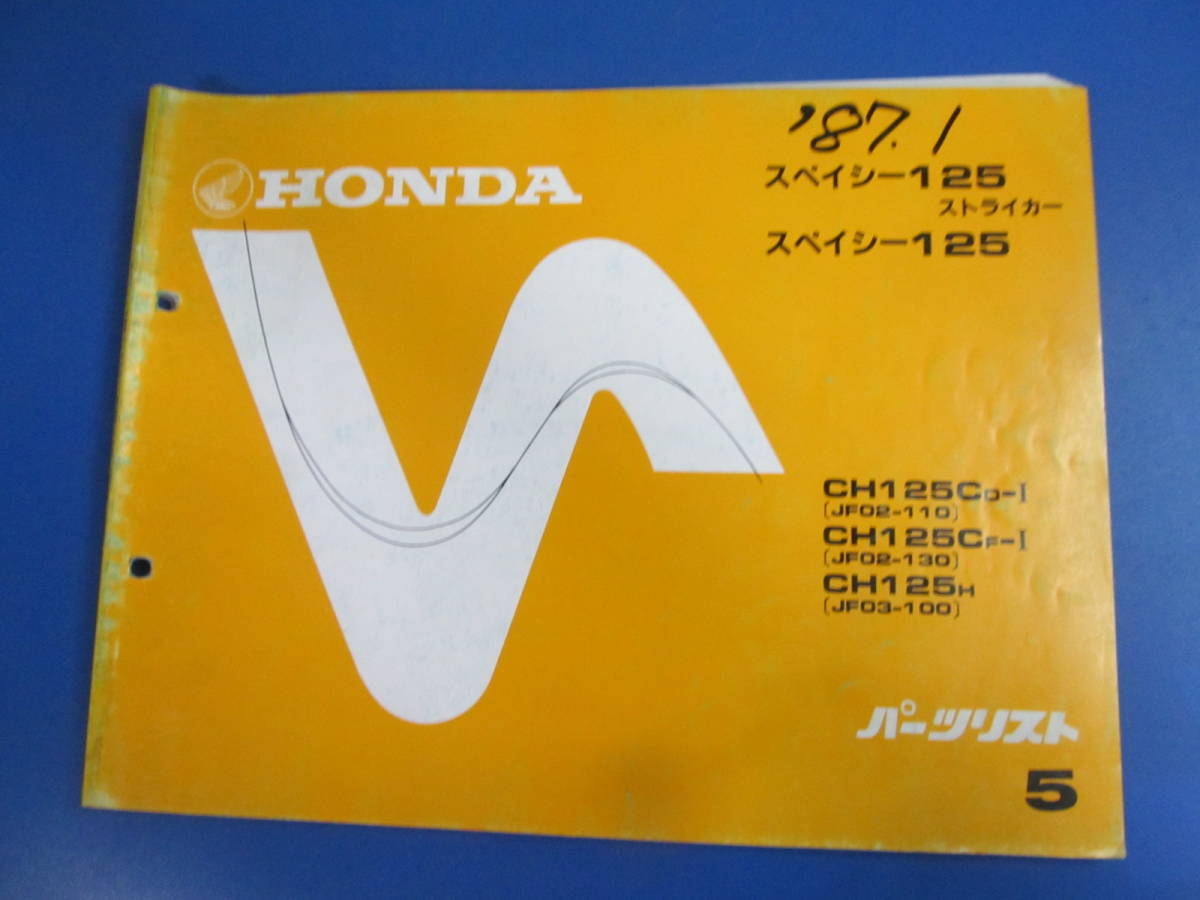 '87.1
HONDA
スペイシー125
ストライカー
スペイシー125
CH125CD-I
(JF02-110)
CH125CF-I
(JF02-130)
CH125H
(JF03-100)
パーツリスト
5